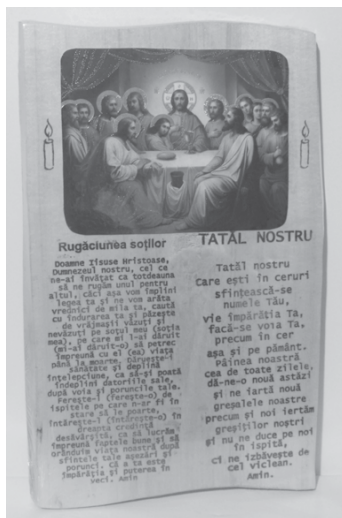 Rugăciunea soților
Doamne Iisuse Hristoase,
Dumnezeul nostru, cel ce
ne-ai învățat ca totdeauna
să ne rugăm unul pentru
altul, căci așa vom împlini
legea ta și ne vom arăta
vrednici de mila ta, caută
cu îndurarea ta și păzește
de vrăjmașii văzuți și
nevăzuți pe soțul meu (soția
mea), pe care mi l-ai dăruit
(mi-ai dăruit-o) să petrec
împreună cu el (ea) viața
până la moarte. Dăruiește-i
sănătate și deplină
înțelepciune, ca să-și poată
îndeplini datoriile sale,
după voia și poruncile tale.
Ferește-l (ferește-o) de
ispitele pe care n-ar fi în
stare să le poarte.
Întărește-l (întărește-o) în
dreapta credință
desăvârșită, ca să lucrăm
împreună faptele bune și să
orânduim viața noastră după
sfintele tale așezări și
porunci. Că a ta este
împărăția și puterea în
veci. Amin
TATĂL NOSTRU
Tatăl nostru
Care ești în ceruri
sfințească-se
numele Tău,
vie împărăția Ta,
facă-se voia Ta,
precum în cer
așa și pe pământ.
Pâinea noastră
cea de toate zilele,
dă-ne-o nouă astăzi
și ne iartă nouă
greșalele noastre
precum și noi iertăm
greșiților noștri
și nu ne duce pe noi
în ispită,
ci ne izbăvește de
cel viclean.
Amin.